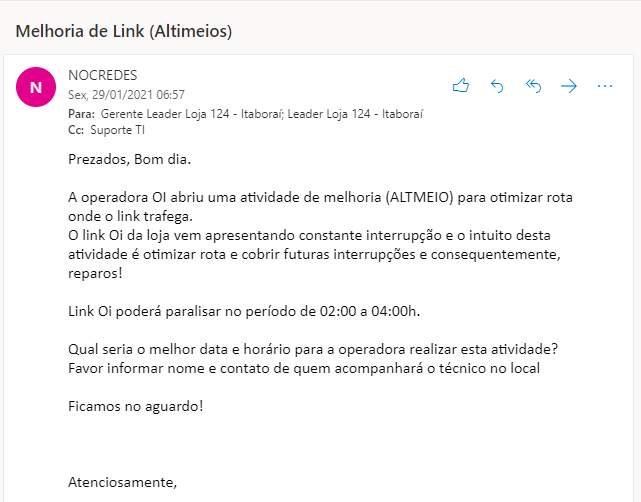 Melhoria de Link (Altimeios)
N
NOCREDES
Sex, 29/01/2021 06:57
Para: Gerente Leader Loja 124 - Itaboraí; Leader Loja 124 - Itaboraí
Cc: Suporte TI
Prezados, Bom dia.
A operadora OI abriu uma atividade de melhoria (ALTMEIO) para otimizar rota
onde o link trafega.
O link Oi da loja vem apresentando constante interrupção e o intuito desta
atividade é otimizar rota e cobrir futuras interrupções e consequentemente,
reparos!
Link Oi poderá paralisar no período de 02:00 a 04:00h.
Qual seria o melhor data e horário para a operadora realizar esta atividade?
Favor informar nome e contato de quem acompanhará o técnico no local
Ficamos no aguardo!
Atenciosamente,